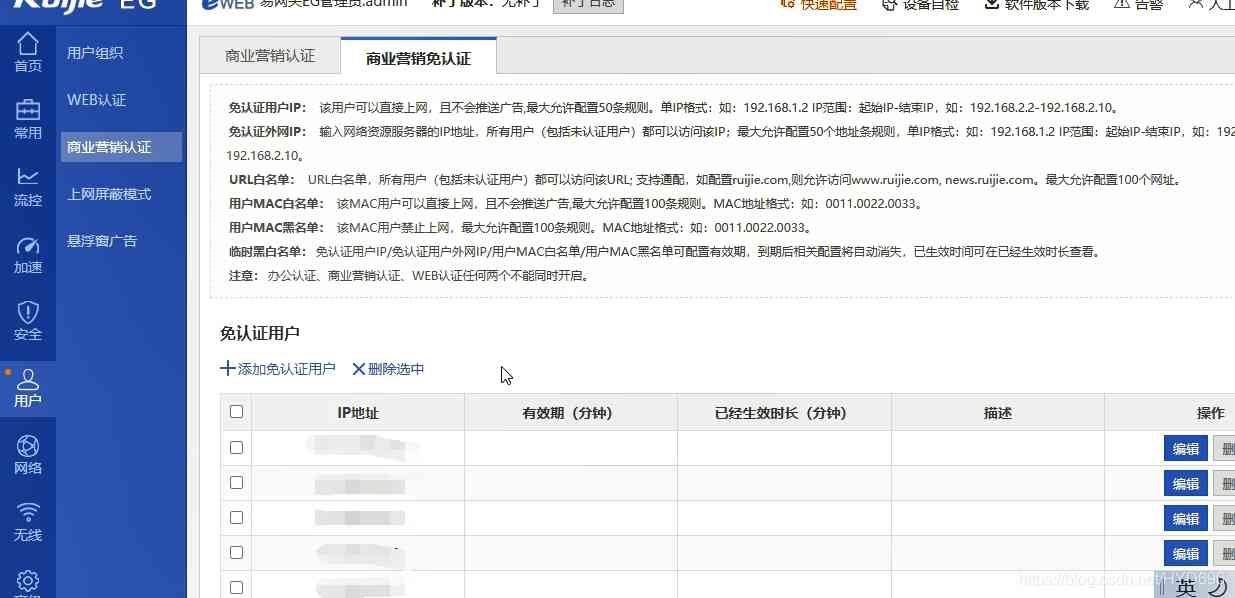 Ruijie EG
eWEB 易网关EG管理员:admin 补丁版本：无补丁 补丁日志 快速配置 设备自检 软件版本下载 告警 人工
首页
常用
流控
加速
安全
用户
网络
无线
高级
用户组织
WEB认证
商业营销认证
上网屏蔽模式
悬浮窗广告
商业营销认证 商业营销免认证
免认证用户IP： 该用户可以直接上网，且不会推送广告,最大允许配置50条规则。单IP格式：如：192.168.1.2 IP范围：起始IP-结束IP，如：192.168.2.2-192.168.2.10。
免认证外网IP： 输入网络资源服务器的IP地址，所有用户（包括未认证用户）都可以访问该IP；最大允许配置50个地址条规则，单IP格式：如：192.168.1.2 IP范围：起始IP-结束IP，如：192
192.168.2.10。
URL白名单： URL白名单，所有用户（包括未认证用户）都可以访问该URL; 支持通配，如配置ruijie.com,则允许访问www.ruijie.com, news.ruijie.com。最大允许配置100个网址。
用户MAC白名单： 该MAC用户可以直接上网，且不会推送广告,最大允许配置100条规则。MAC地址格式：如：0011.0022.0033。
用户MAC黑名单： 该MAC用户禁止上网，最大允许配置100条规则。MAC地址格式：如：0011.0022.0033。
临时黑白名单： 免认证用户IP/免认证用户外网IP/用户MAC白名单/用户MAC黑名单可配置有效期，到期后相关配置将自动消失，已生效时间可在已经生效时长查看。
注意： 办公认证、商业营销认证、WEB认证任何两个不能同时开启。
免认证用户
添加免认证用户 删除选中
IP地址 有效期（分钟） 已经生效时长（分钟） 描述 操作
编辑 删
编辑 删
编辑 删
编辑 删
英